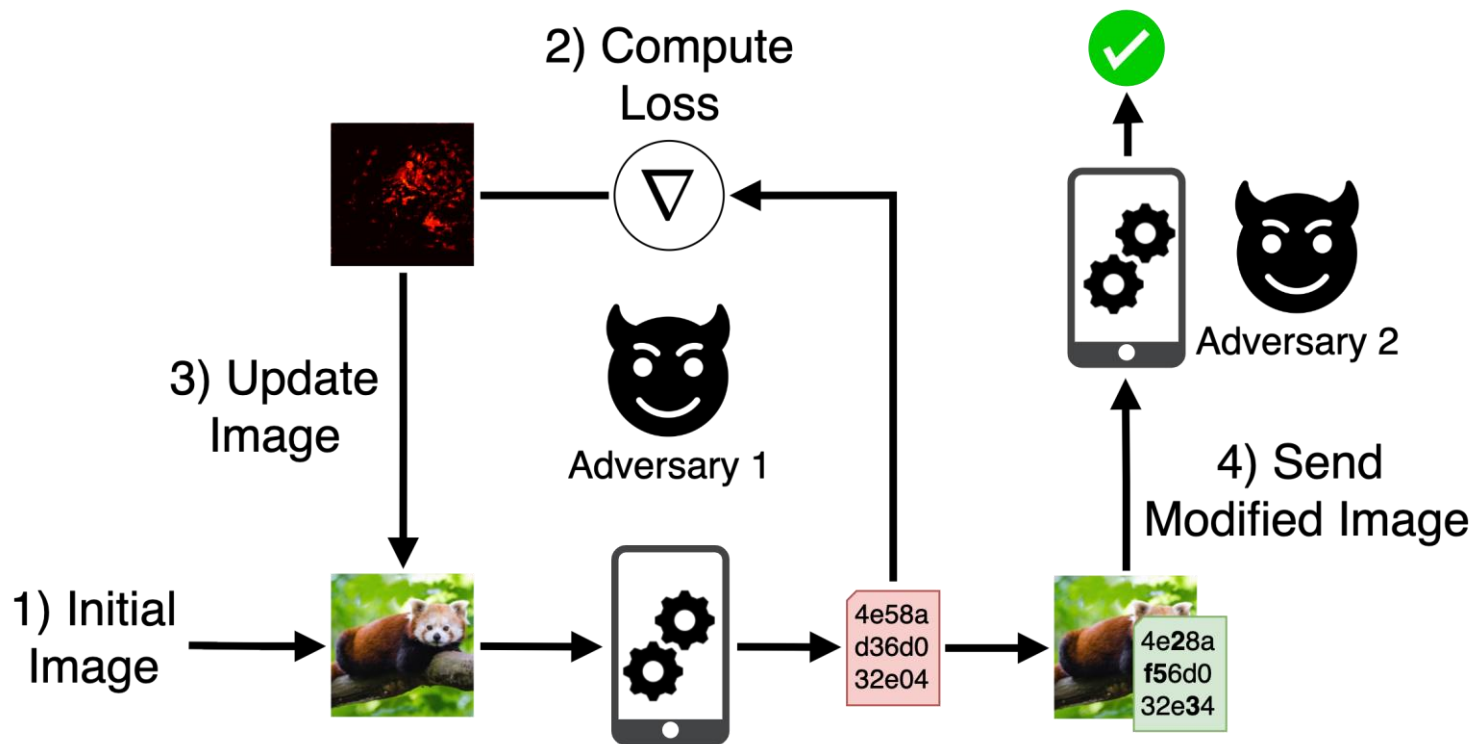 2) Compute
Loss
3) Update
Image
Adversary 1
Adversary 2
4) Send
Modified Image
1) Initial
Image
4e58a
d36d0
32e04
4e28a
f56d0
32e34